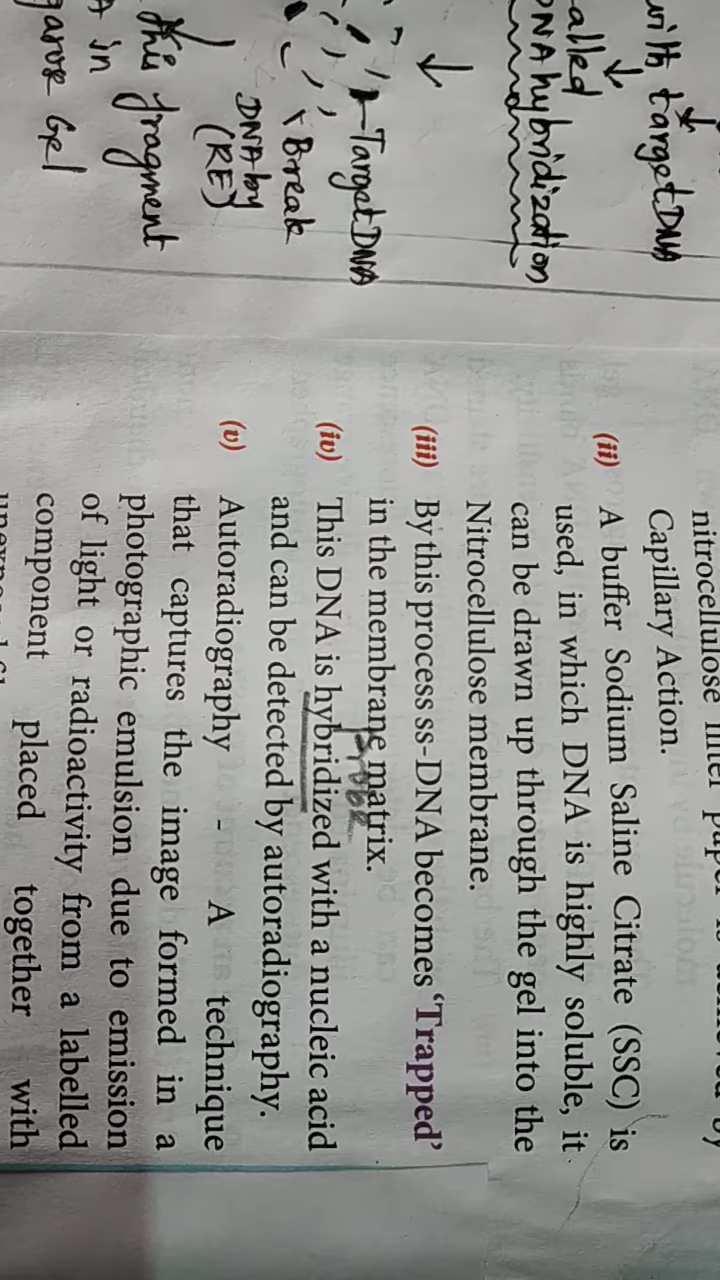 with target DNA
↓
called
DNA hybridization
↓
Target DNA
Break
DNA by
(RE)
this fragment
in
Gel
nitrocellulose filter paper is
Capillary Action.
(ii) A buffer Sodium Saline Citrate (SSC) is
used, in which DNA is highly soluble, it
can be drawn up through the gel into the
Nitrocellulose membrane.
(iii) By this process ss-DNA becomes ‘Trapped’
in the membrane matrix.
Probe
(iv) This DNA is hybridized with a nucleic acid
and can be detected by autoradiography.
(v) Autoradiography - A technique
that captures the image formed in a
photographic emulsion due to emission
of light or radioactivity from a labelled
component placed together with